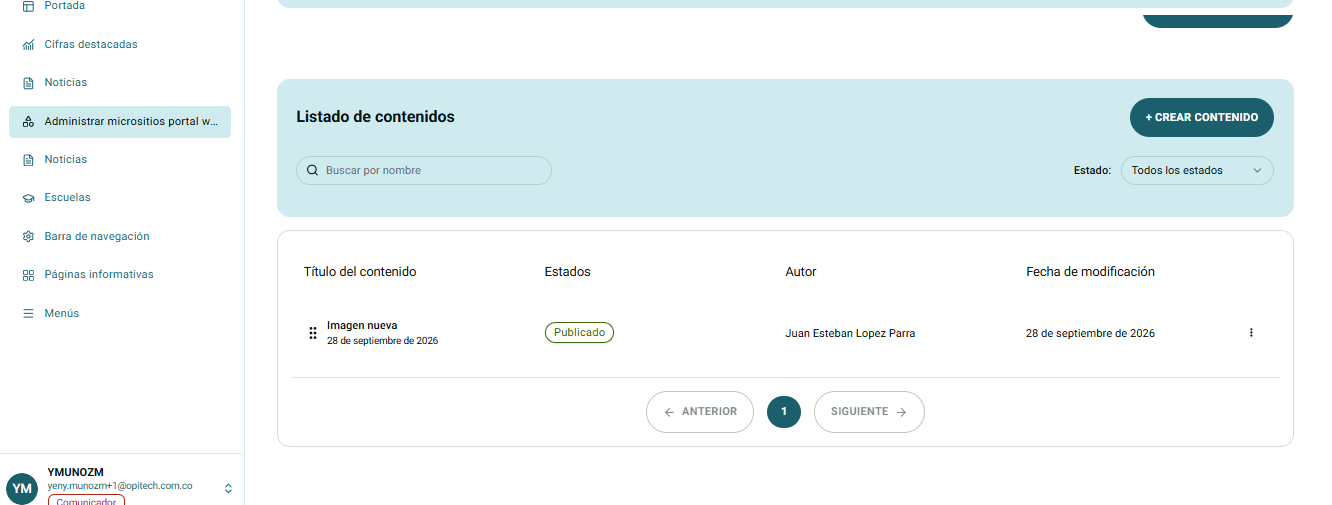 Portada
Cifras destacadas
Noticias
Administrar micrositios portal w...
Noticias
Escuelas
Barra de navegación
Páginas informativas
Menús
YM
YMUNOZM
yeny.munozm+1@opitech.com.co
Comunicador
Listado de contenidos
+ CREAR CONTENIDO
Buscar por nombre
Estado: Todos los estados
Título del contenido Estados Autor Fecha de modificación
Imagen nueva
28 de septiembre de 2026
Publicado
Juan Esteban Lopez Parra
28 de septiembre de 2026
← ANTERIOR 1 SIGUIENTE →